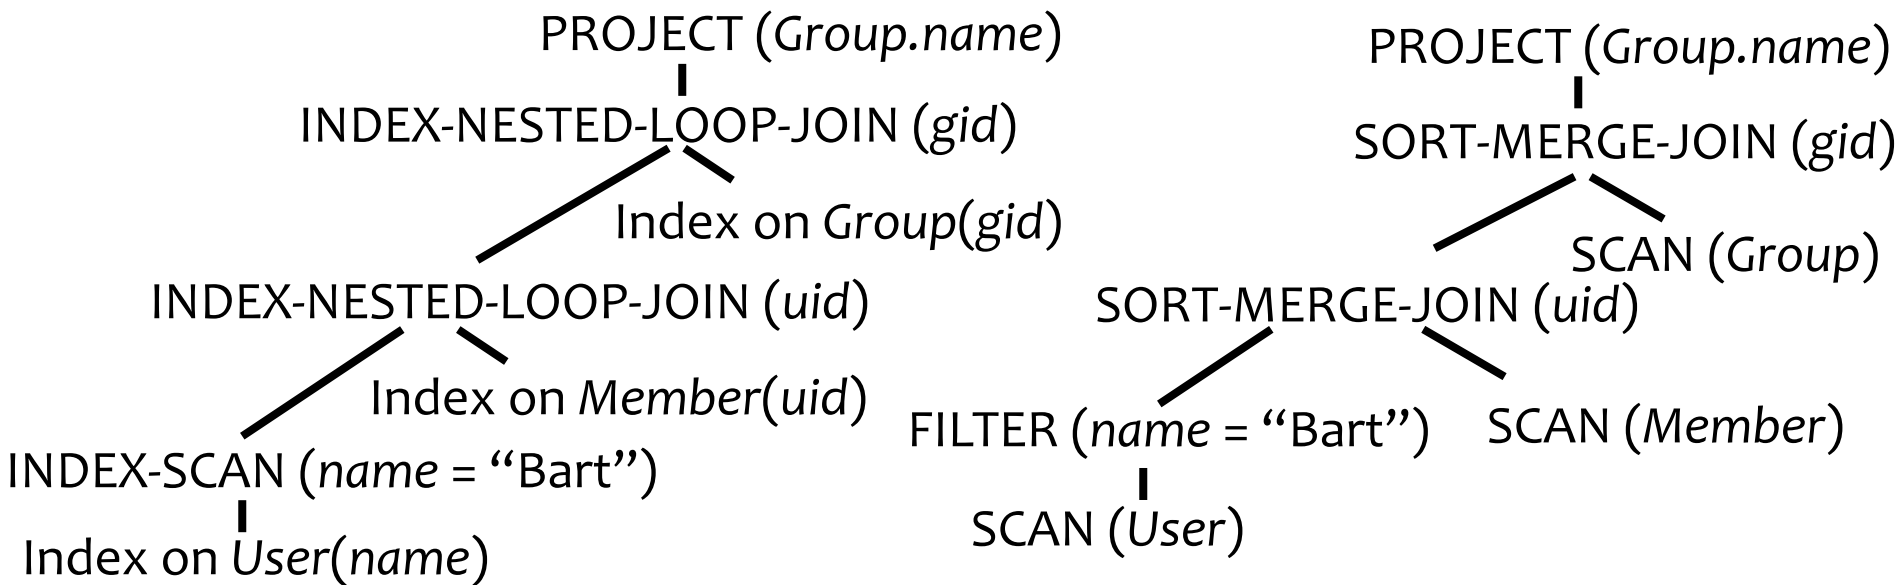 PROJECT (Group.name)
INDEX-NESTED-LOOP-JOIN (gid)
Index on Group(gid)
INDEX-NESTED-LOOP-JOIN (uid)
Index on Member(uid)
INDEX-SCAN (name = “Bart”)
Index on User(name)
PROJECT (Group.name)
SORT-MERGE-JOIN (gid)
SCAN (Group)
SORT-MERGE-JOIN (uid)
FILTER (name = “Bart”)
SCAN (Member)
SCAN (User)